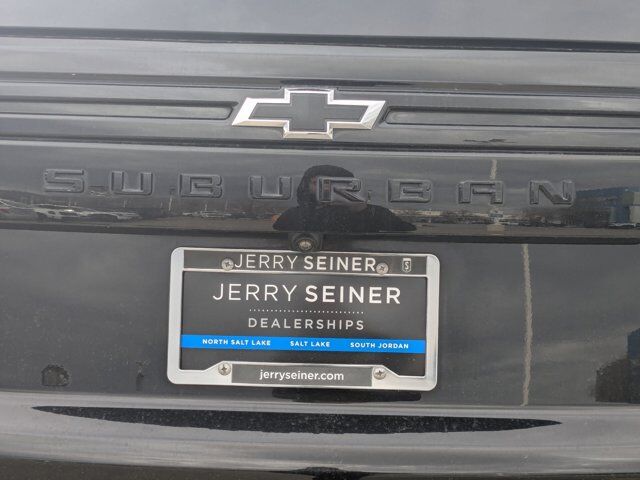 SUBURBAN
JERRY SEINER S
JERRY SEINER
DEALERSHIPS
NORTH SALT LAKE SALT LAKE SOUTH JORDAN
jerryseiner.com